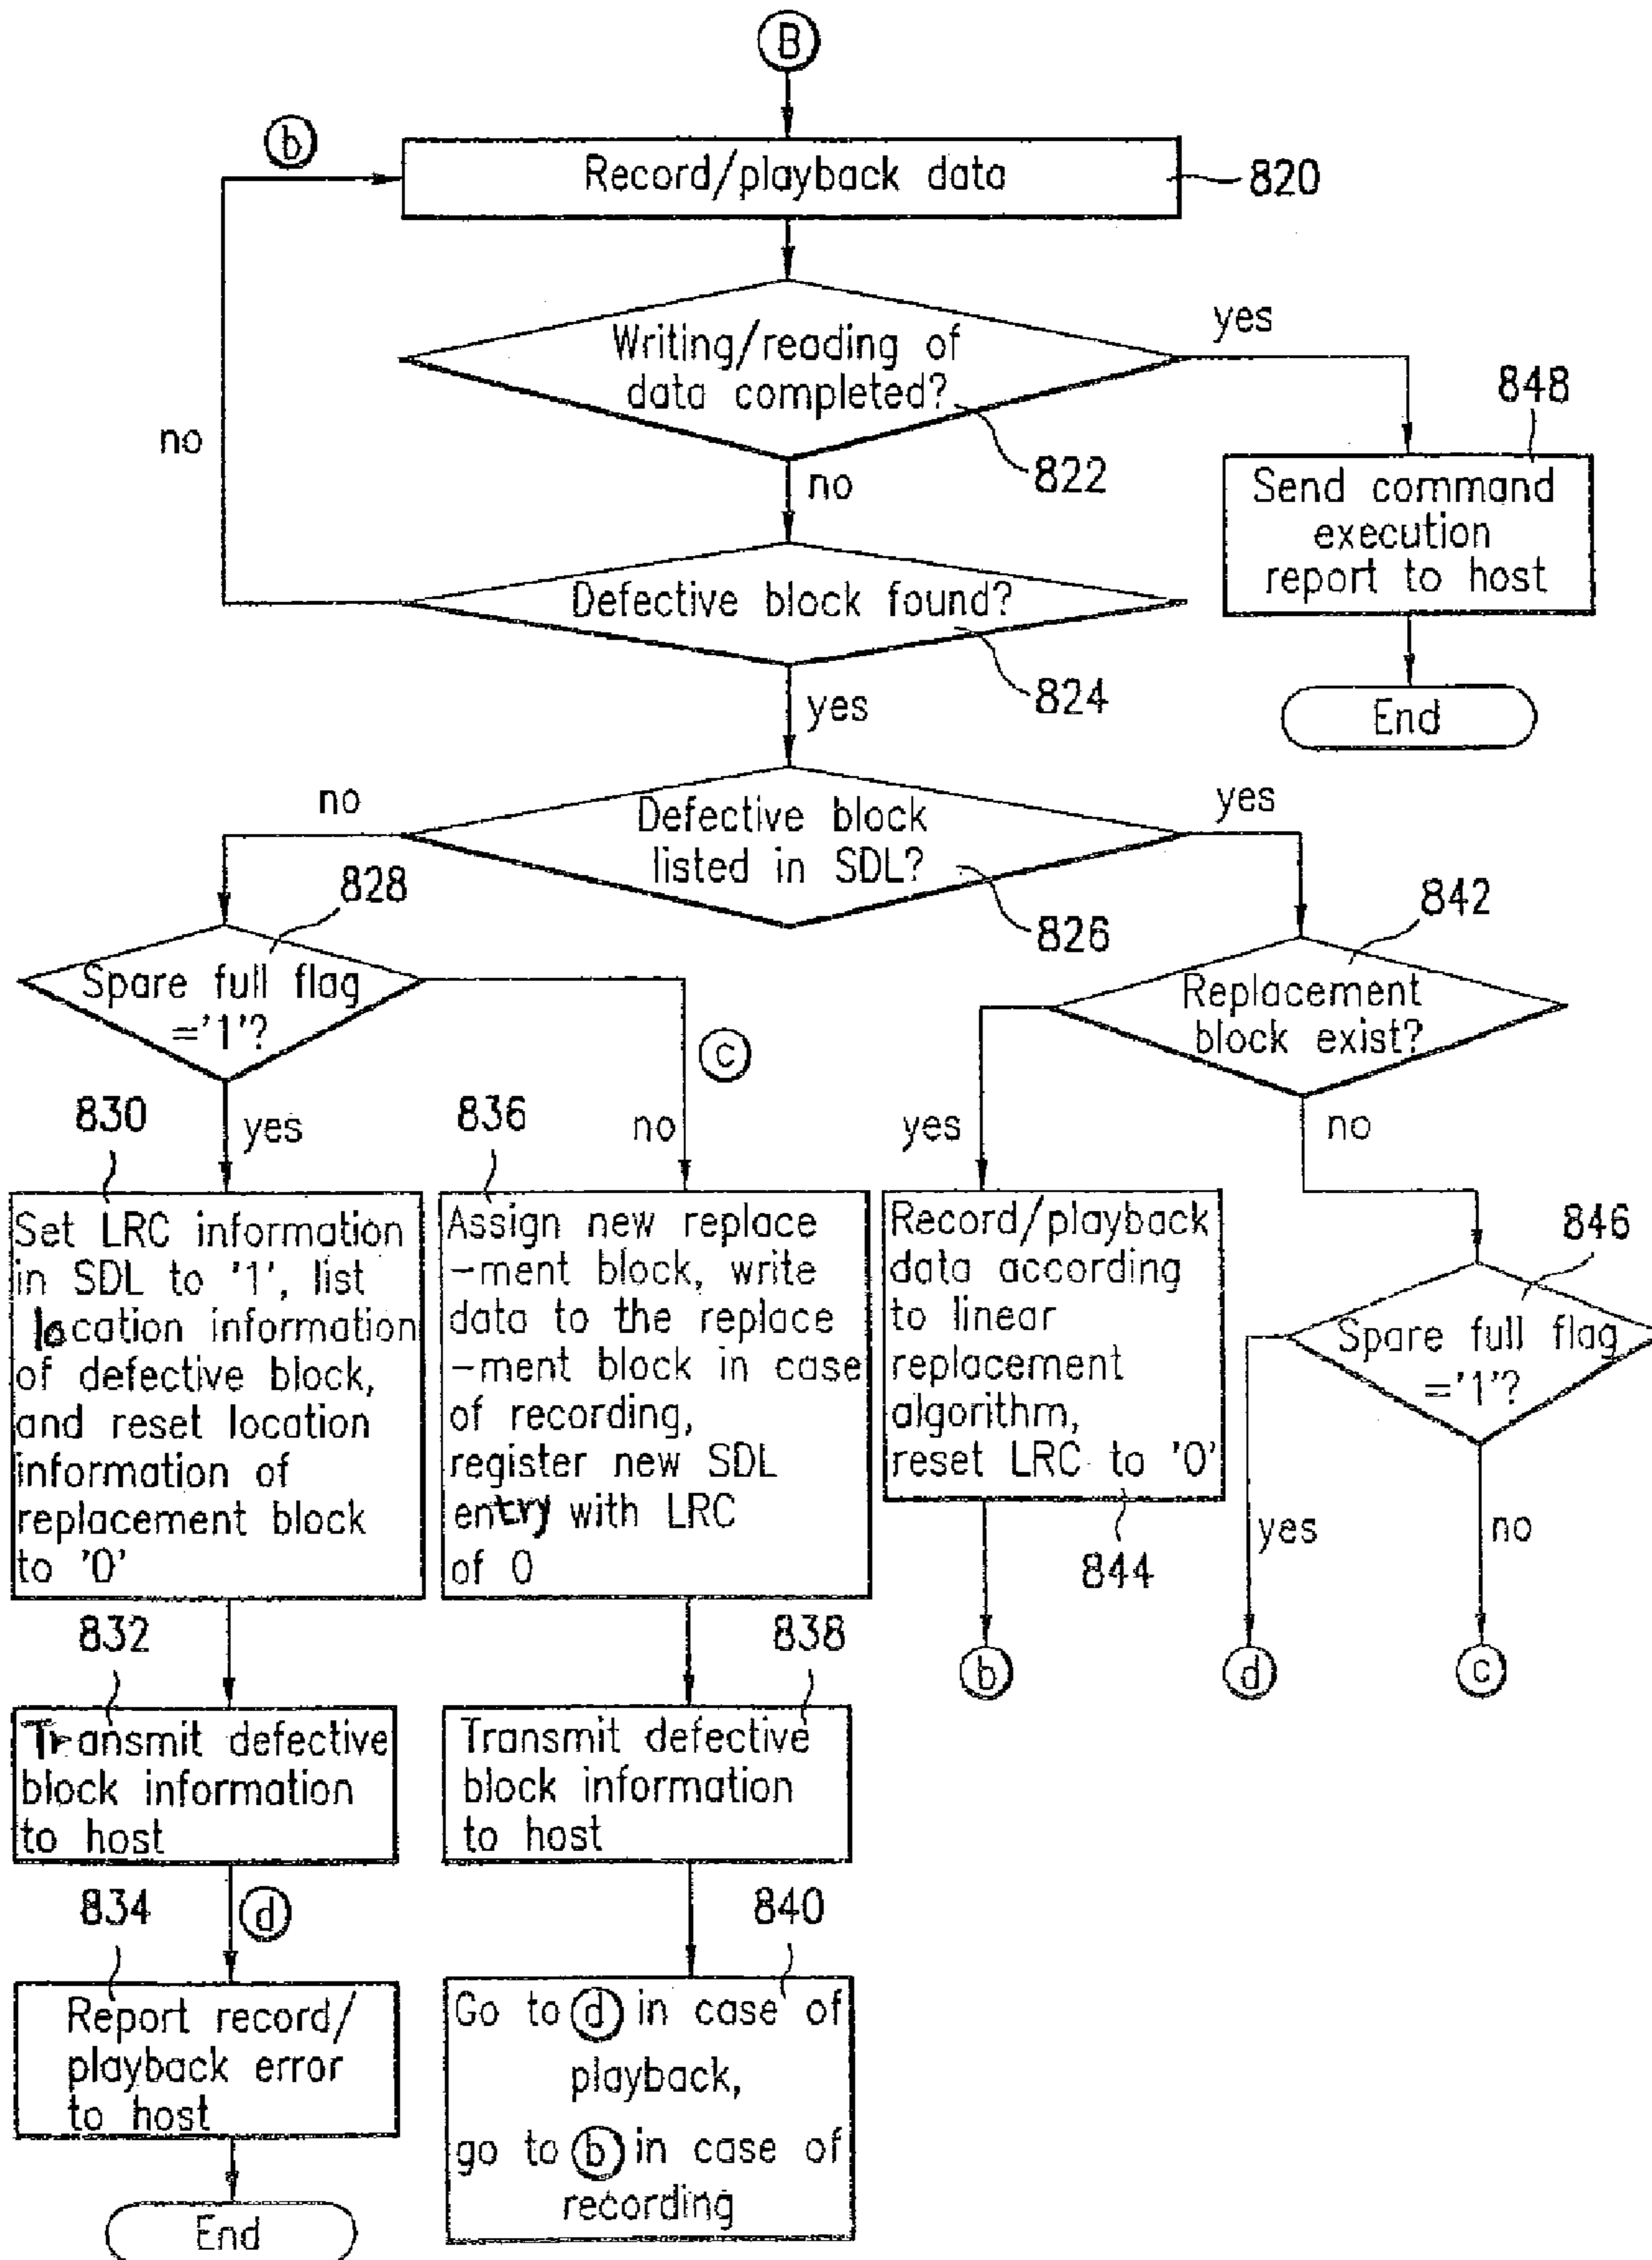 B
b
Record/playback data
820
Writing/reading of
data completed?
822
yes
no
no
848
Send command
execution
report to host
End
Defective block found?
824
yes
Defective block
listed in SDL?
826
no
yes
828
Spare full flag
='1'?
842
Replacement
block exist?
c
yes
no
yes
no
830
Set LRC information
in SDL to '1', list
location information
of defective block,
and reset location
information of
replacement block
to '0'
836
Assign new replace
-ment block, write
data to the replace
-ment block in case
of recording,
register new SDL
entry with LRC
of 0
Record/playback
data according
to linear
replacement
algorithm,
reset LRC to '0'
844
846
Spare full flag
='1'?
yes
no
b
d
c
832
Transmit defective
block information
to host
838
Transmit defective
block information
to host
834
d
Report record/
playback error
to host
End
840
Go to d in case of
playback,
go to b in case of
recording